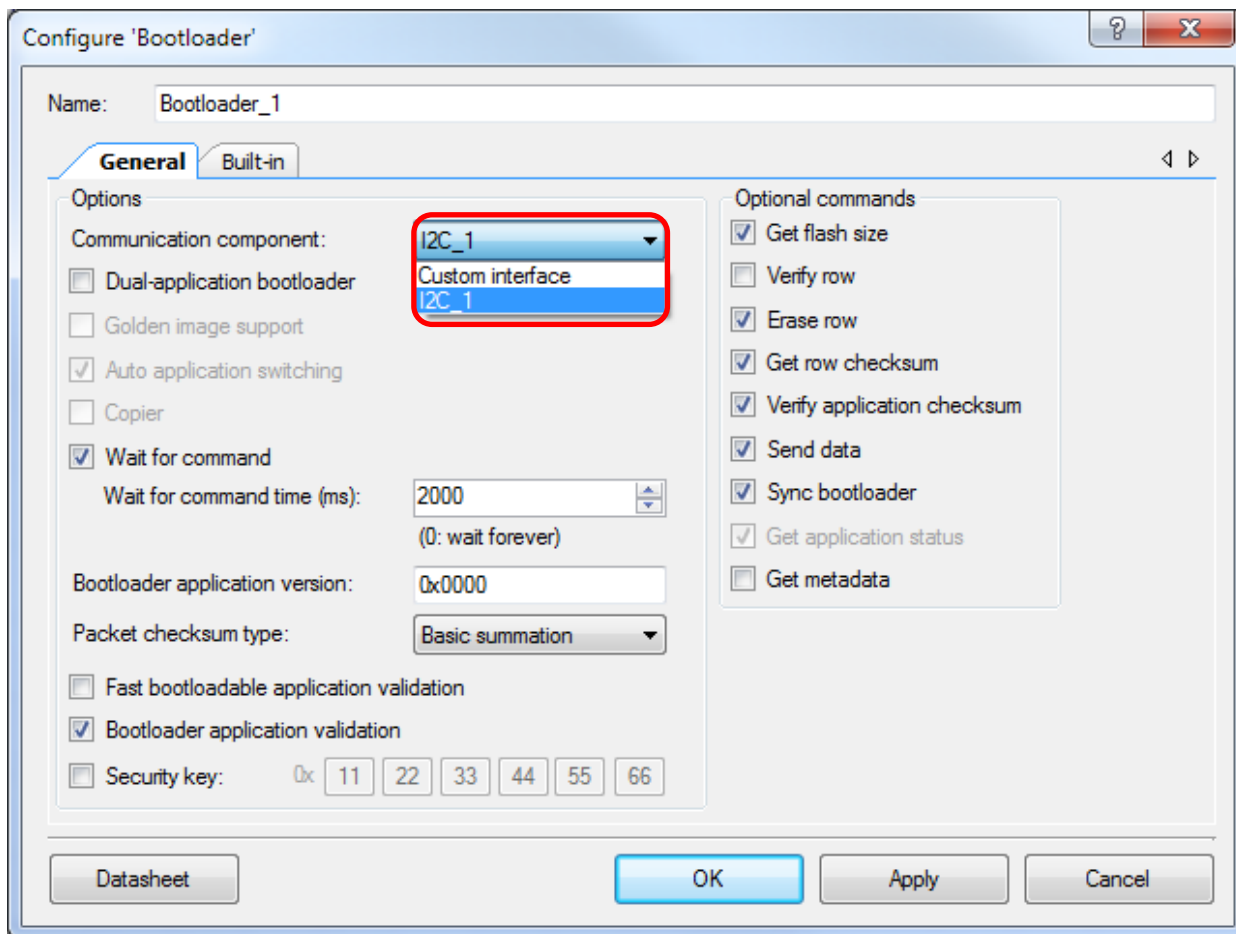 Configure 'Bootloader'
Name: Bootloader_1
General Built-in
Options
Communication component: I2C_1
Custom interface
I2C_1
Dual-application bootloader
Golden image support
Auto application switching
Copier
Wait for command
Wait for command time (ms): 2000
(0: wait forever)
Bootloader application version: 0x0000
Packet checksum type: Basic summation
Fast bootloadable application validation
Bootloader application validation
Security key: 0x 11 22 33 44 55 66
Optional commands
Get flash size
Verify row
Erase row
Get row checksum
Verify application checksum
Send data
Sync bootloader
Get application status
Get metadata
Datasheet OK Apply Cancel